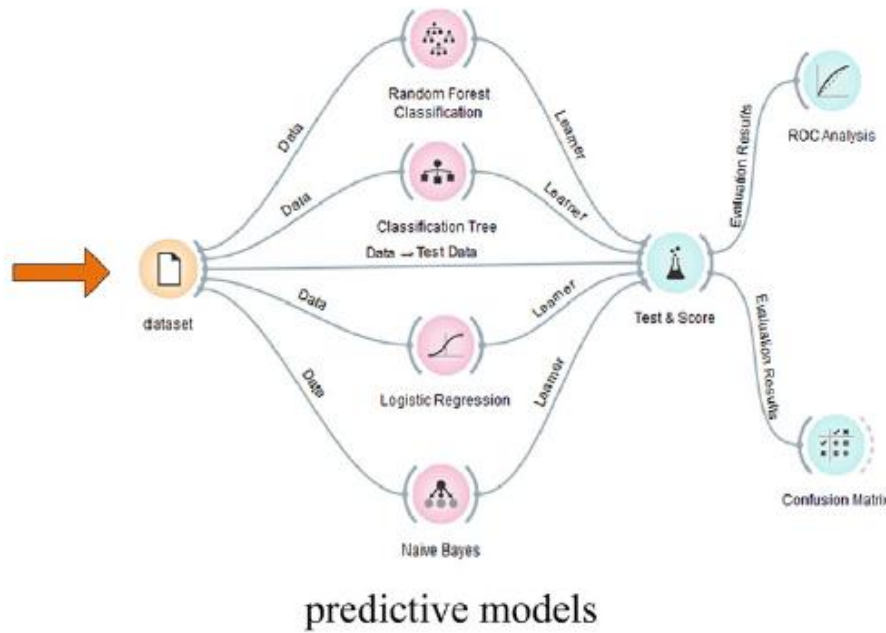 Random Forest
Classification
Data
Learner
ROC Analysis
Evaluation Results
Data
Learner
Classification Tree
Data → Test Data
dataset
Test & Score
Data
Learner
Logistic Regression
Evaluation Results
Data
Learner
Confusion Matrix
Naive Bayes
predictive models